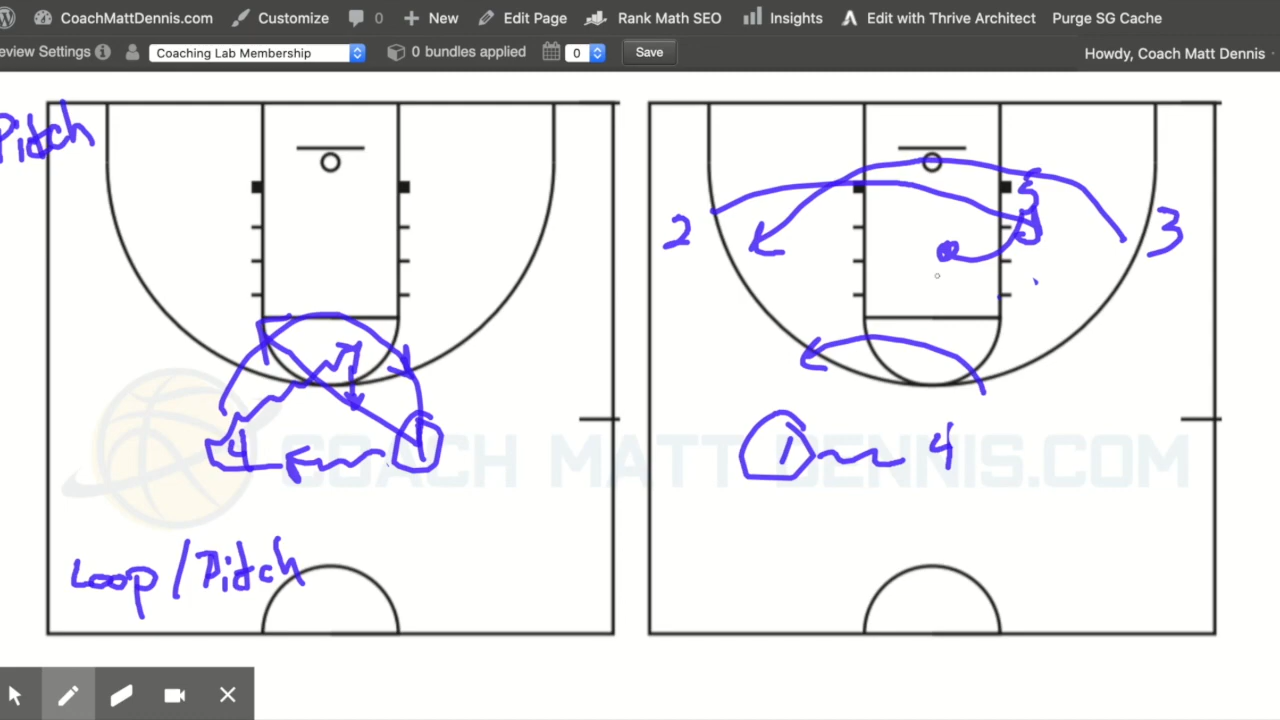 CoachMattDennis.com Customize 0 New Edit Page Rank Math SEO Insights Edit with Thrive Architect Purge SG Cache
eview Settings Coaching Lab Membership 0 bundles applied 0 Save Howdy, Coach Matt Dennis
Pitch
2 3
4 1
1 4
COACH MATT DENNIS.COM
Loop / Pitch